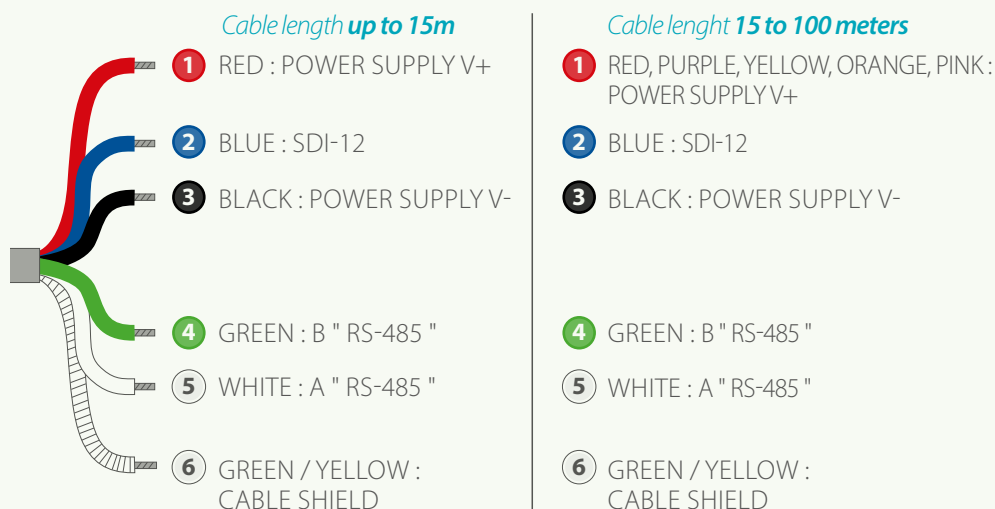 Cable length up to 15m
1 RED : POWER SUPPLY V+
2 BLUE : SDI-12
3 BLACK : POWER SUPPLY V-
4 GREEN : B " RS-485 "
5 WHITE : A " RS-485 "
6 GREEN / YELLOW :
CABLE SHIELD
Cable lenght 15 to 100 meters
1 RED, PURPLE, YELLOW, ORANGE, PINK :
POWER SUPPLY V+
2 BLUE : SDI-12
3 BLACK : POWER SUPPLY V-
4 GREEN : B " RS-485 "
5 WHITE : A " RS-485 "
6 GREEN / YELLOW :
CABLE SHIELD